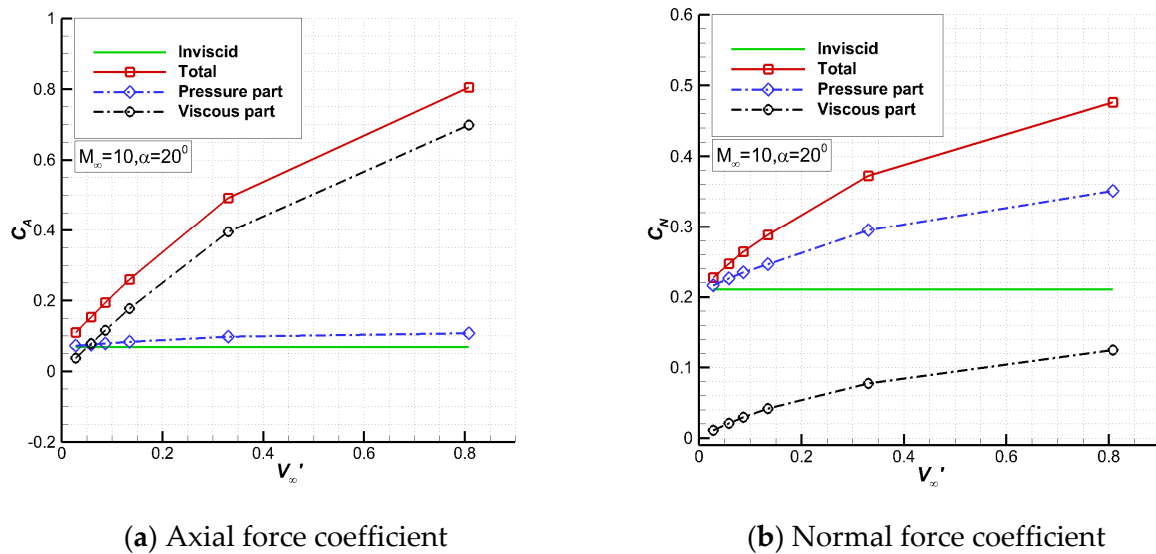 Inviscid
Total
Pressure part
Viscous part
M∞=10,α=20⁰
1
0.8
0.6
0.4
0.2
0
-0.2
C_A
0 0.2 0.4 0.6 0.8
V∞'
(a) Axial force coefficient
Inviscid
Total
Pressure part
Viscous part
M∞=10,α=20⁰
0.6
0.5
0.4
0.3
0.2
0.1
0
C_N
0 0.2 0.4 0.6 0.8
V∞'
(b) Normal force coefficient